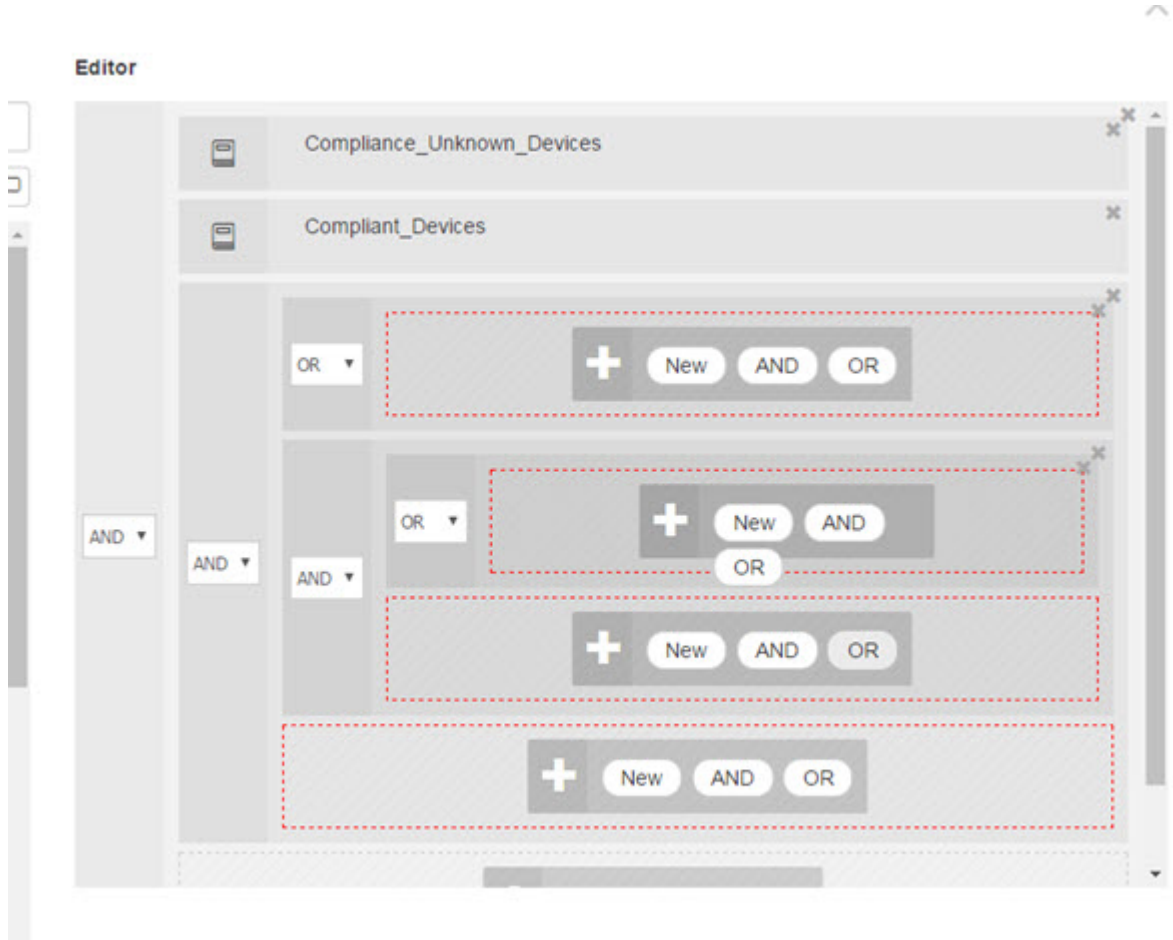 Editor
Compliance_Unknown_Devices
Compliant_Devices
OR
New AND OR
OR
New AND
OR
AND
AND
AND
New AND OR
New AND OR